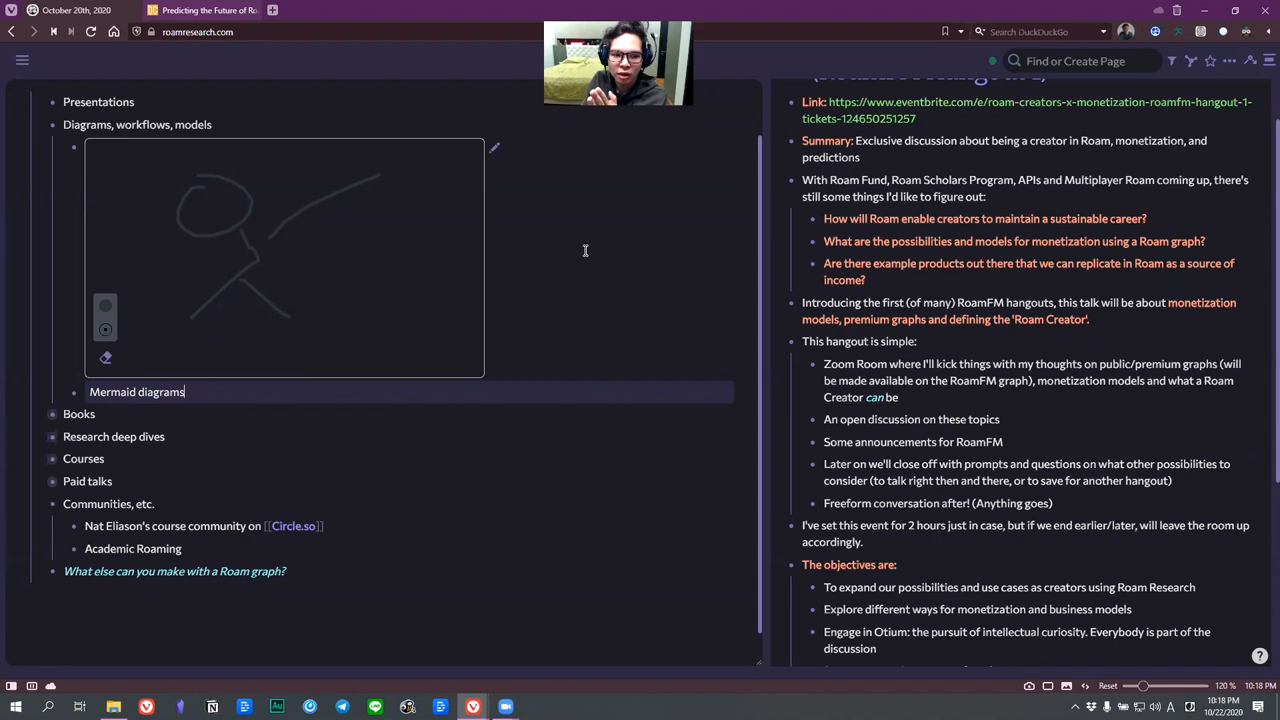 October 20th, 2020
Predicting the Future of Ro
roamresearch.com
Search DuckDuckGo
Find or Create Page
Presentations
Diagrams, workflows, models
Mermaid diagrams
Books
Research deep dives
Courses
Paid talks
Communities, etc.
Nat Eliason's course community on [[Circle.so]]
Academic Roaming
What else can you make with a Roam graph?
Link: https://www.eventbrite.com/e/roam-creators-x-monetization-roamfm-hangout-1-
tickets-124650251257
Summary: Exclusive discussion about being a creator in Roam, monetization, and
predictions
With Roam Fund, Roam Scholars Program, APIs and Multiplayer Roam coming up, there's
still some things I'd like to figure out:
How will Roam enable creators to maintain a sustainable career?
What are the possibilities and models for monetization using a Roam graph?
Are there example products out there that we can replicate in Roam as a source of
income?
Introducing the first (of many) RoamFM hangouts, this talk will be about monetization
models, premium graphs and defining the 'Roam Creator'.
This hangout is simple:
Zoom Room where I'll kick things with my thoughts on public/premium graphs (will
be made available on the RoamFM graph), monetization models and what a Roam
Creator can be
An open discussion on these topics
Some announcements for RoamFM
Later on we'll close off with prompts and questions on what other possibilities to
consider (to talk right then and there, or to save for another hangout)
Freeform conversation after! (Anything goes)
I've set this event for 2 hours just in case, but if we end earlier/later, will leave the room up
accordingly.
The objectives are:
To expand our possibilities and use cases as creators using Roam Research
Explore different ways for monetization and business models
Engage in Otium: the pursuit of intellectual curiosity. Everybody is part of the
discussion
Reset
120 %
10:18 PM
10:18 PM
10/22/2020